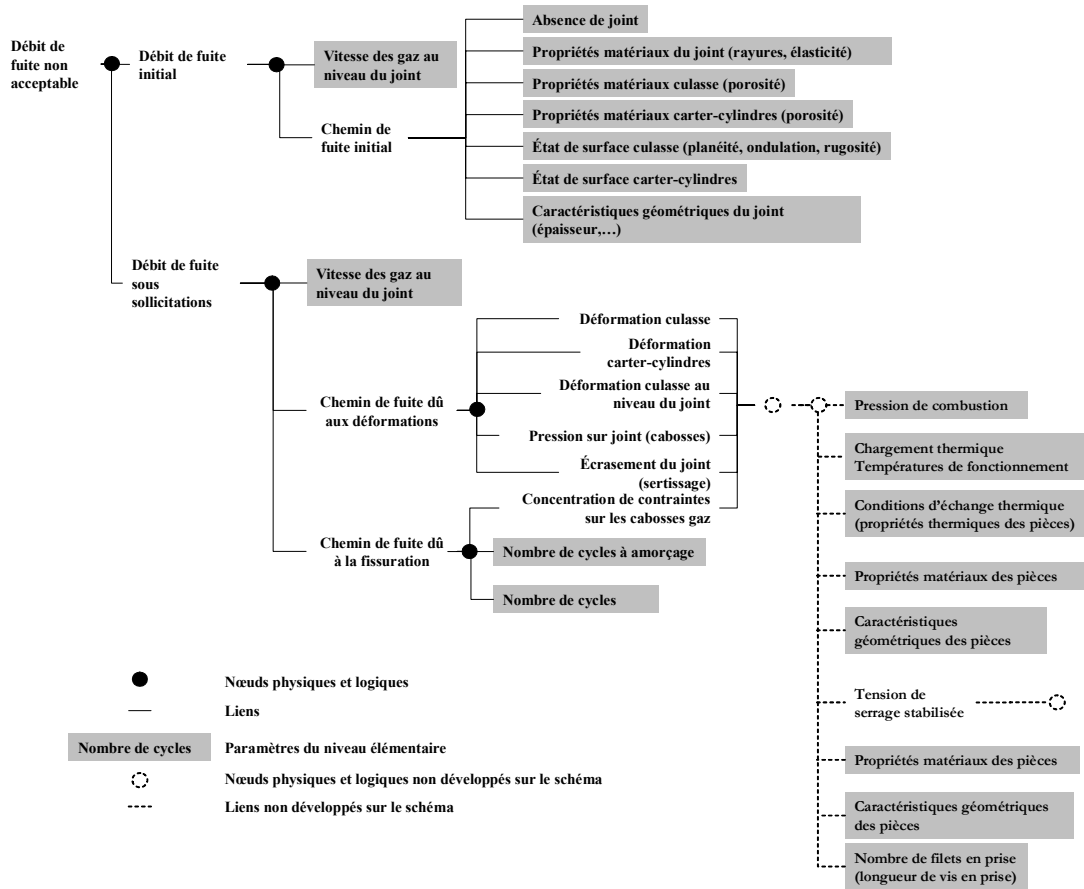 Débit de
fuite non
acceptable
Débit de fuite
initial
Vitesse des gaz au
niveau du joint
Chemin de
fuite initial
Absence de joint
Propriétés matériaux du joint (rayures, élasticité)
Propriétés matériaux culasse (porosité)
Propriétés matériaux carter-cylindres (porosité)
État de surface culasse (planéité, ondulation, rugosité)
État de surface carter-cylindres
Caractéristiques géométriques du joint
(épaisseur,…)
Débit de fuite
sous
sollicitations
Vitesse des gaz au
niveau du joint
Chemin de fuite dû
aux déformations
Déformation culasse
Déformation
carter-cylindres
Déformation culasse au
niveau du joint
Pression sur joint (cabosses)
Écrasement du joint
(sertissage)
Concentration de contraintes
sur les cabosses gaz
Chemin de fuite dû
à la fissuration
Nombre de cycles à amorçage
Nombre de cycles
Pression de combustion
Chargement thermique
Températures de fonctionnement
Conditions d'échange thermique
(propriétés thermiques des pièces)
Propriétés matériaux des pièces
Caractéristiques
géométriques des pièces
Tension de
serrage stabilisée
Propriétés matériaux des pièces
Caractéristiques géométriques
des pièces
Nombre de filets en prise
(longueur de vis en prise)
Nœuds physiques et logiques
Liens
Nombre de cycles
Paramètres du niveau élémentaire
Nœuds physiques et logiques non développés sur le schéma
Liens non développés sur le schéma